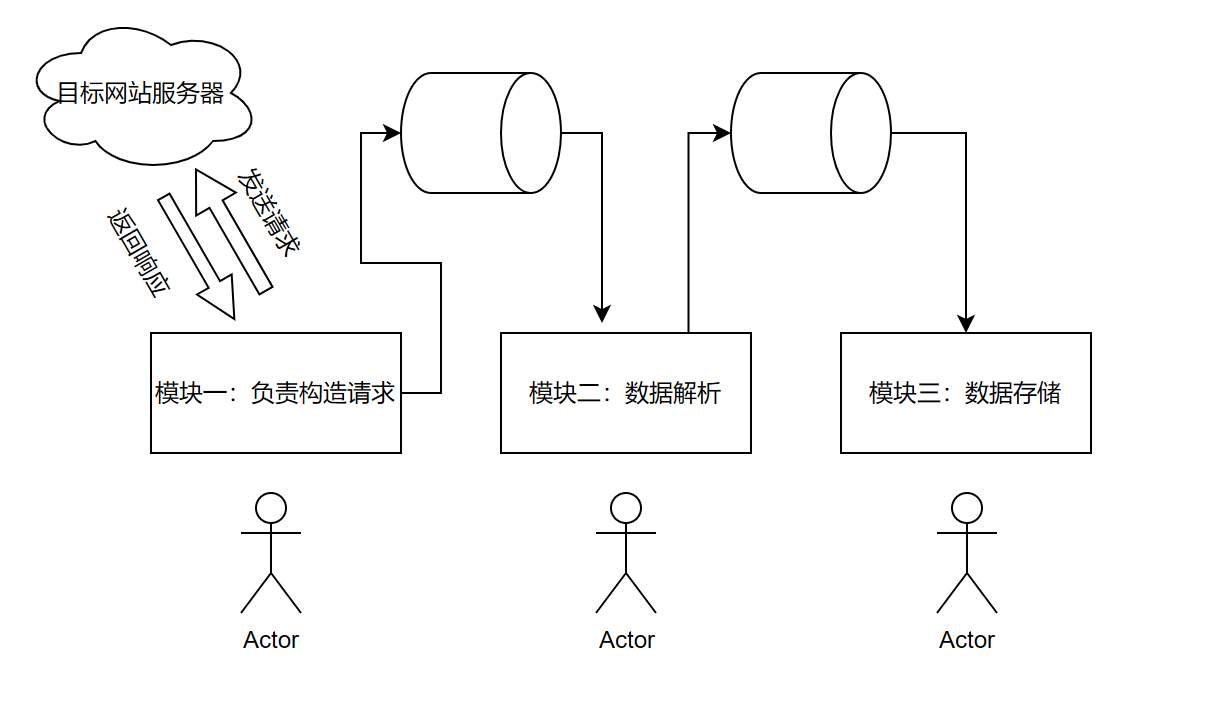 目标网站服务器
发送请求
返回响应
模块一：负责构造请求
模块二：数据解析
模块三：数据存储
Actor
Actor
Actor